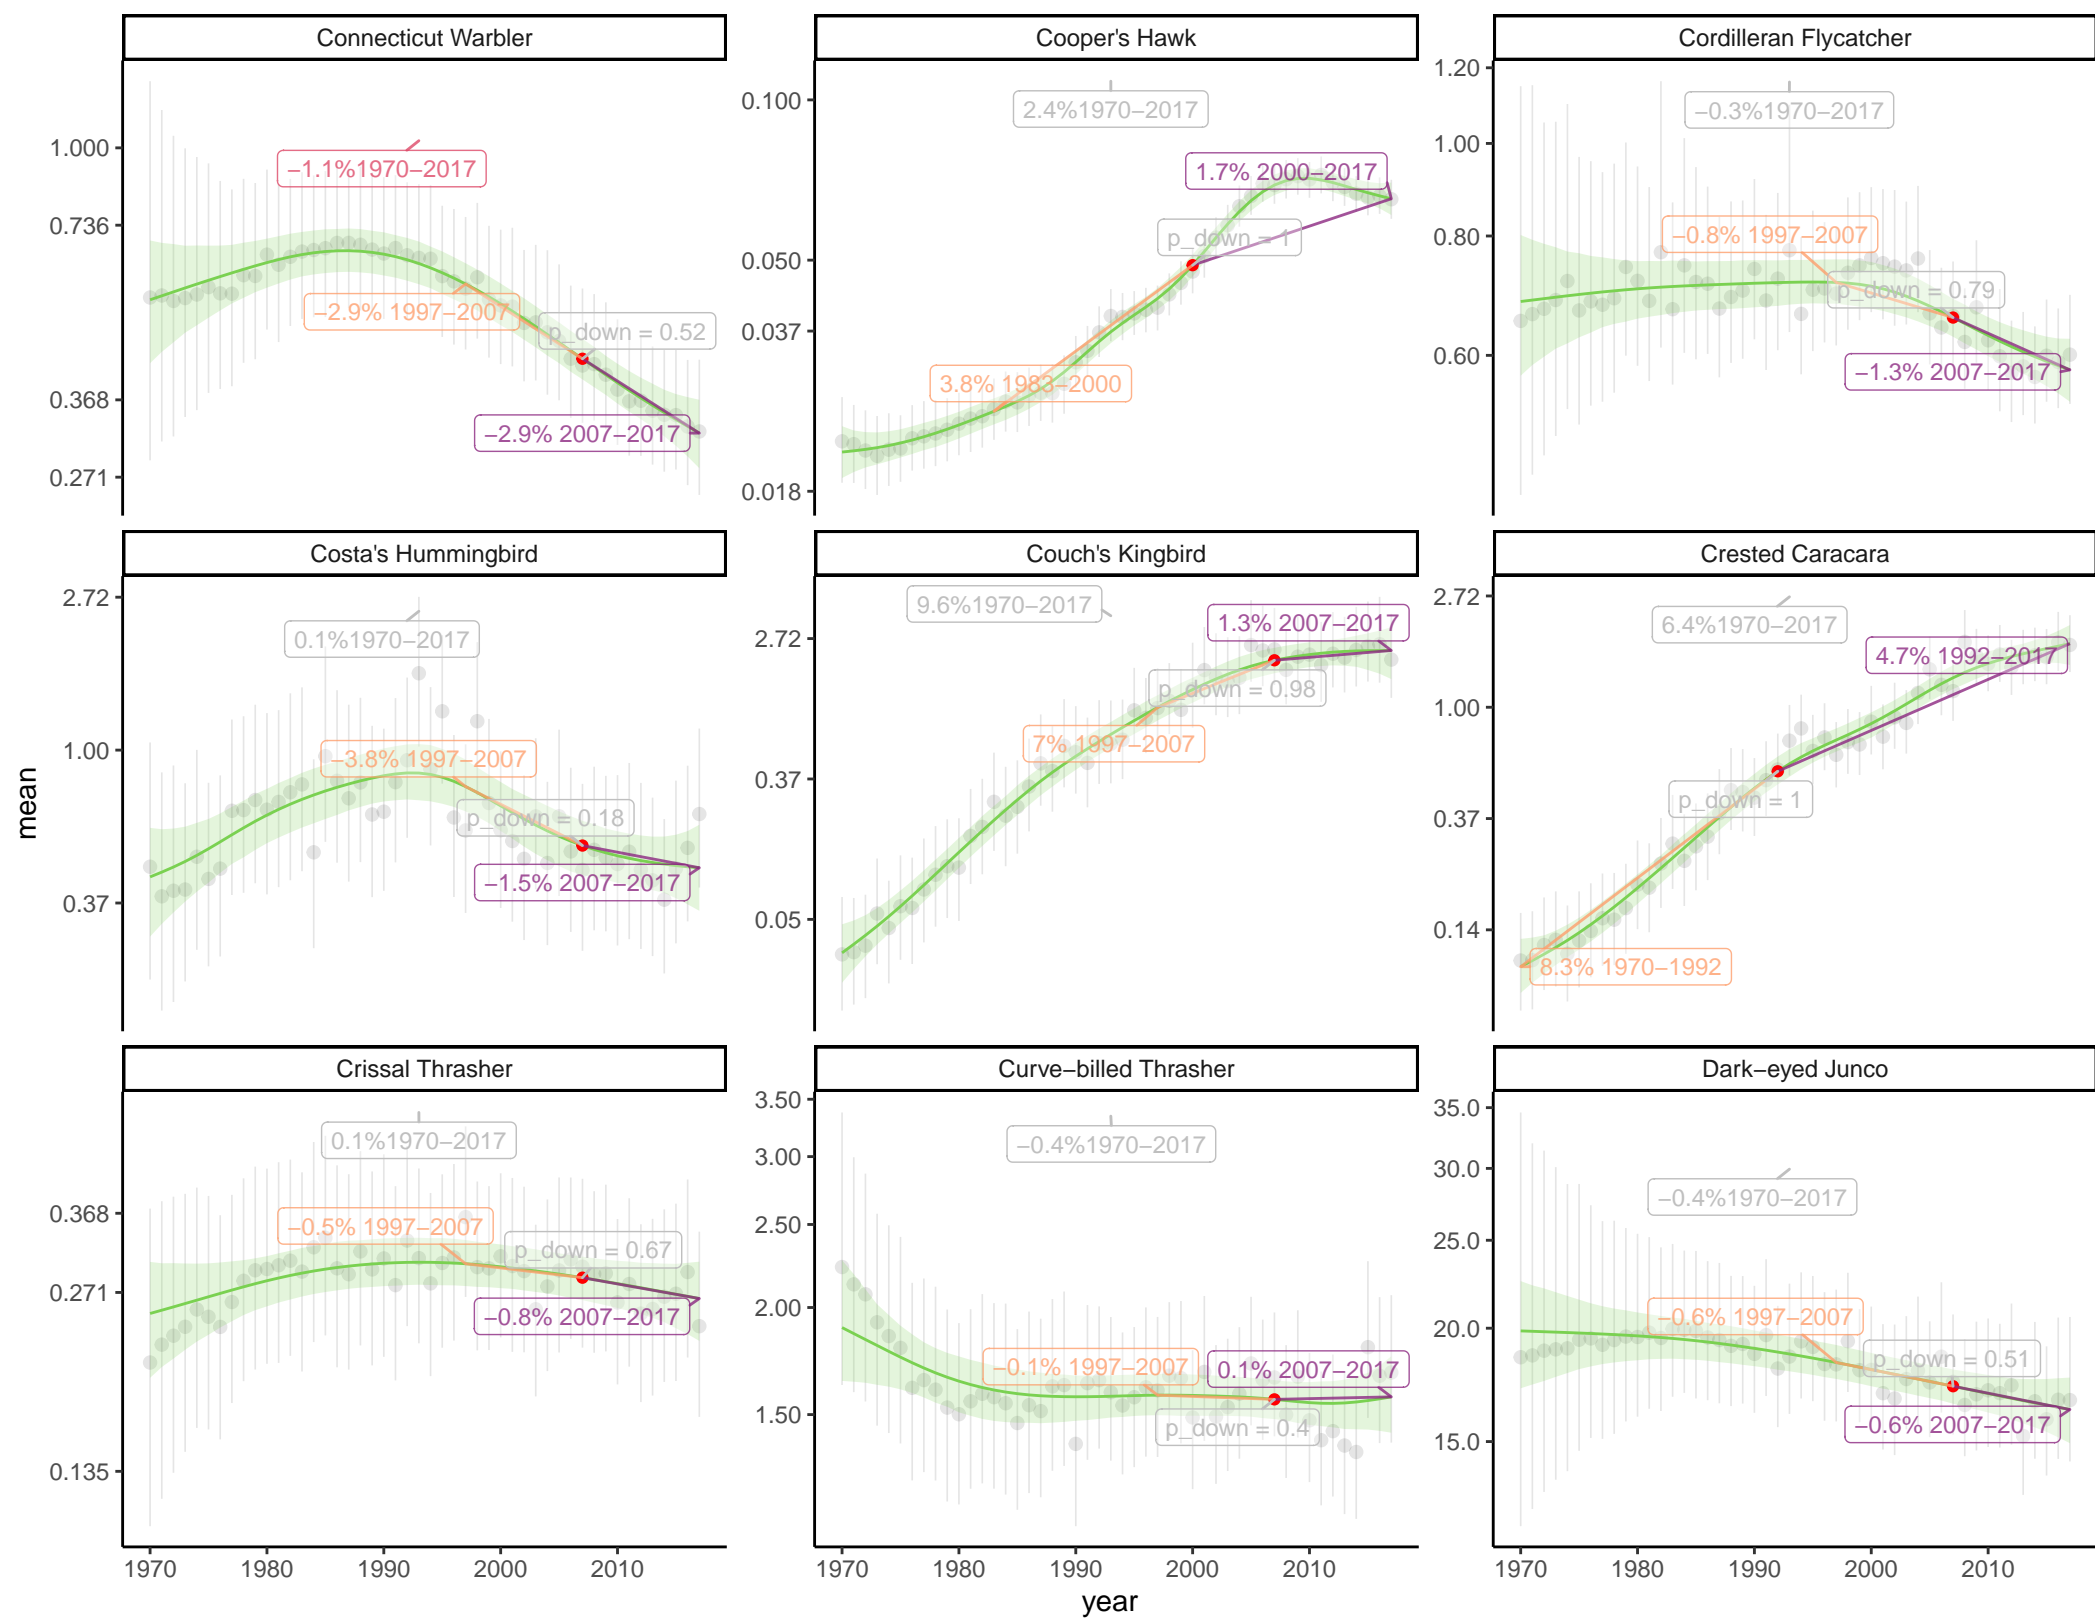 Connecticut Warbler
Cooper's Hawk
Cordilleran Flycatcher
1.000
0.736
0.368
0.271
−1.1%1970−2017
−2.9% 1997−2007
p_down = 0.52
−2.9% 2007−2017
0.100
0.050
0.037
0.018
2.4%1970−2017
1.7% 2000−2017
p_down = 1
3.8% 1983−2000
1.20
1.00
0.80
0.60
−0.3%1970−2017
−0.8% 1997−2007
p_down = 0.79
−1.3% 2007−2017
Costa's Hummingbird
Couch's Kingbird
Crested Caracara
mean
2.72
1.00
0.37
0.1%1970−2017
−3.8% 1997−2007
p_down = 0.18
−1.5% 2007−2017
2.72
0.37
0.05
9.6%1970−2017
1.3% 2007−2017
p_down = 0.98
7% 1997−2007
2.72
1.00
0.37
0.14
6.4%1970−2017
4.7% 1992−2017
p_down = 1
8.3% 1970−1992
Crissal Thrasher
Curve−billed Thrasher
Dark−eyed Junco
0.368
0.271
0.135
0.1%1970−2017
−0.5% 1997−2007
p_down = 0.67
−0.8% 2007−2017
3.50
3.00
2.50
2.00
1.50
−0.4%1970−2017
−0.1% 1997−2007
0.1% 2007−2017
p_down = 0.4
35.0
30.0
25.0
20.0
15.0
−0.4%1970−2017
−0.6% 1997−2007
p_down = 0.51
−0.6% 2007−2017
1970 1980 1990 2000 2010
1970 1980 1990 2000 2010
1970 1980 1990 2000 2010
year